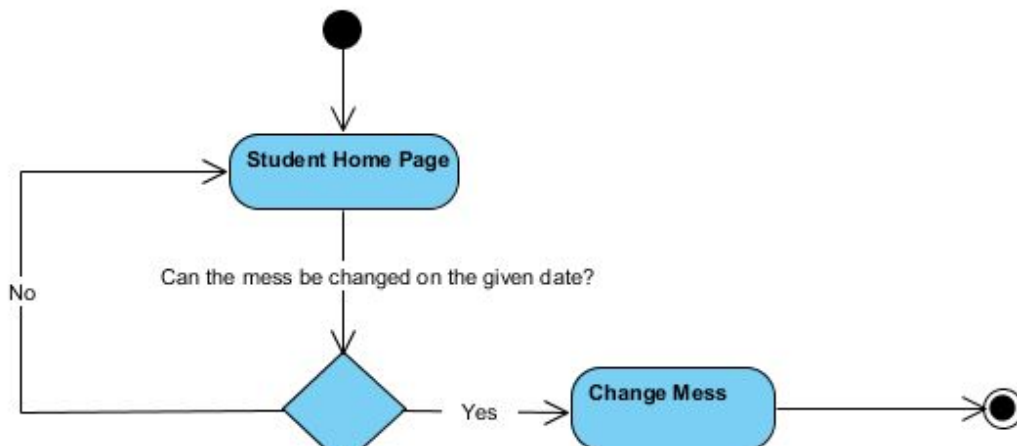 Student Home Page
Can the mess be changed on the given date?
No
Yes
Change Mess